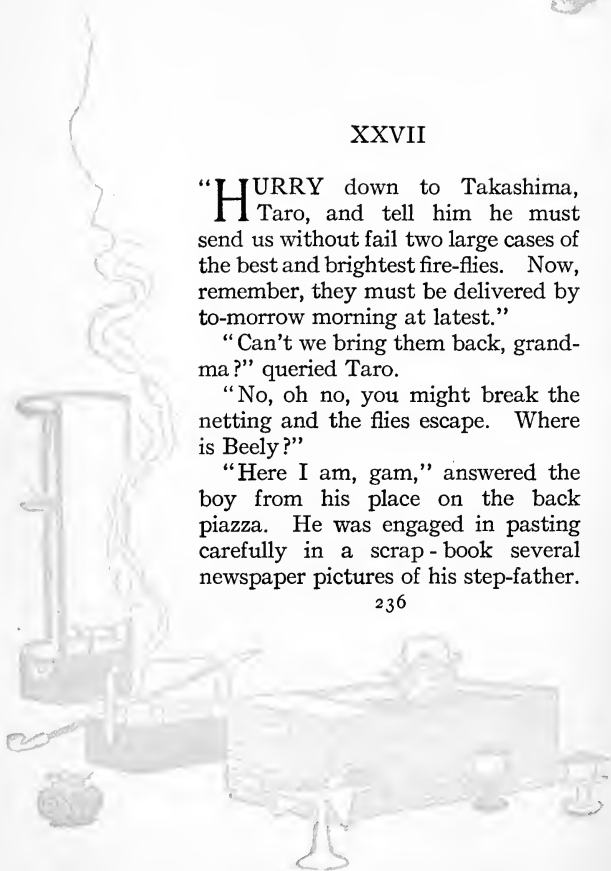 XXVII
"HURRY down to Takashima,
Taro, and tell him he must
send us without fail two large cases of
the best and brightest fire-flies. Now,
remember, they must be delivered by
to-morrow morning at latest."
"Can't we bring them back, grand-
ma?" queried Taro.
"No, oh no, you might break the
netting and the flies escape. Where
is Beely?"
"Here I am, gam," answered the
boy from his place on the back
piazza. He was engaged in pasting
carefully in a scrap-book several
newspaper pictures of his step-father.
236